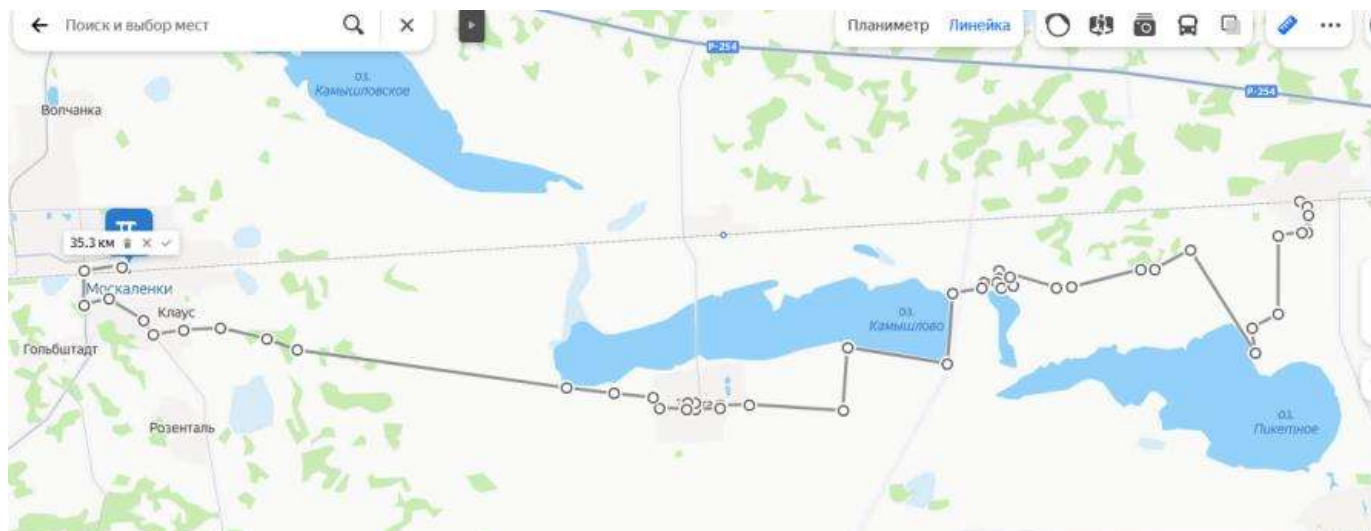 Поиск и выбор мест
Планиметр Линейка
Р-254
Р-254
оз.
Камышловское
Волчанка
35.3 км
Москаленки
Клаус
Гольбштадт
Розенталь
оз.
Камышлово
оз.
Пикетное